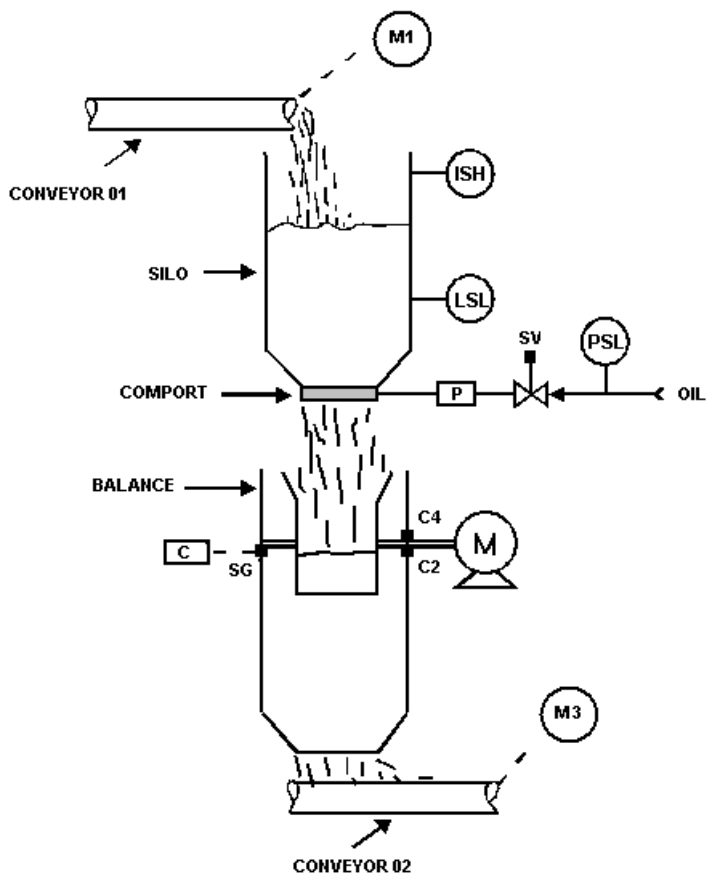 M1
CONVEYOR 01
ISH
SILO
LSL
SV
PSL
COMPORT
P
OIL
BALANCE
C4
C
SG
M
C2
M3
CONVEYOR 02